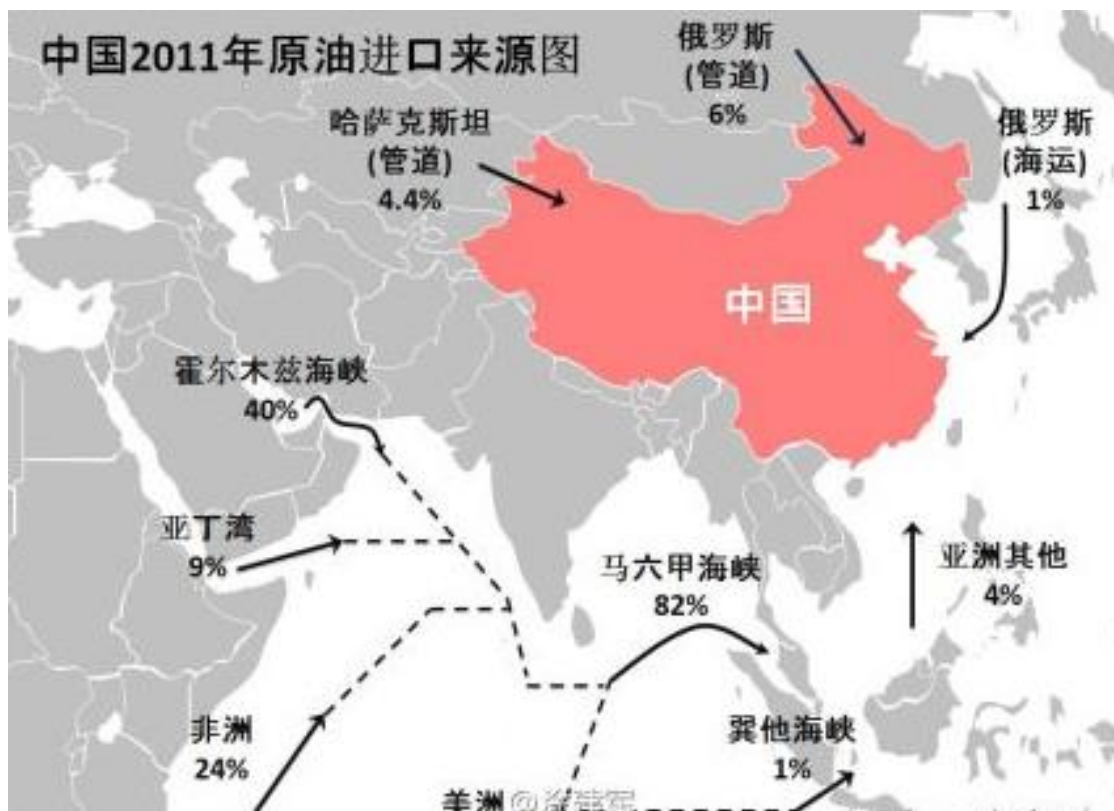 中国2011年原油进口来源图
俄罗斯
(管道)
6%
哈萨克斯坦
(管道)
4.4%
俄罗斯
(海运)
1%
中国
霍尔木兹海峡
40%
亚丁湾
9%
马六甲海峡
82%
亚洲其他
4%
非洲
24%
巽他海峡
1%
美洲